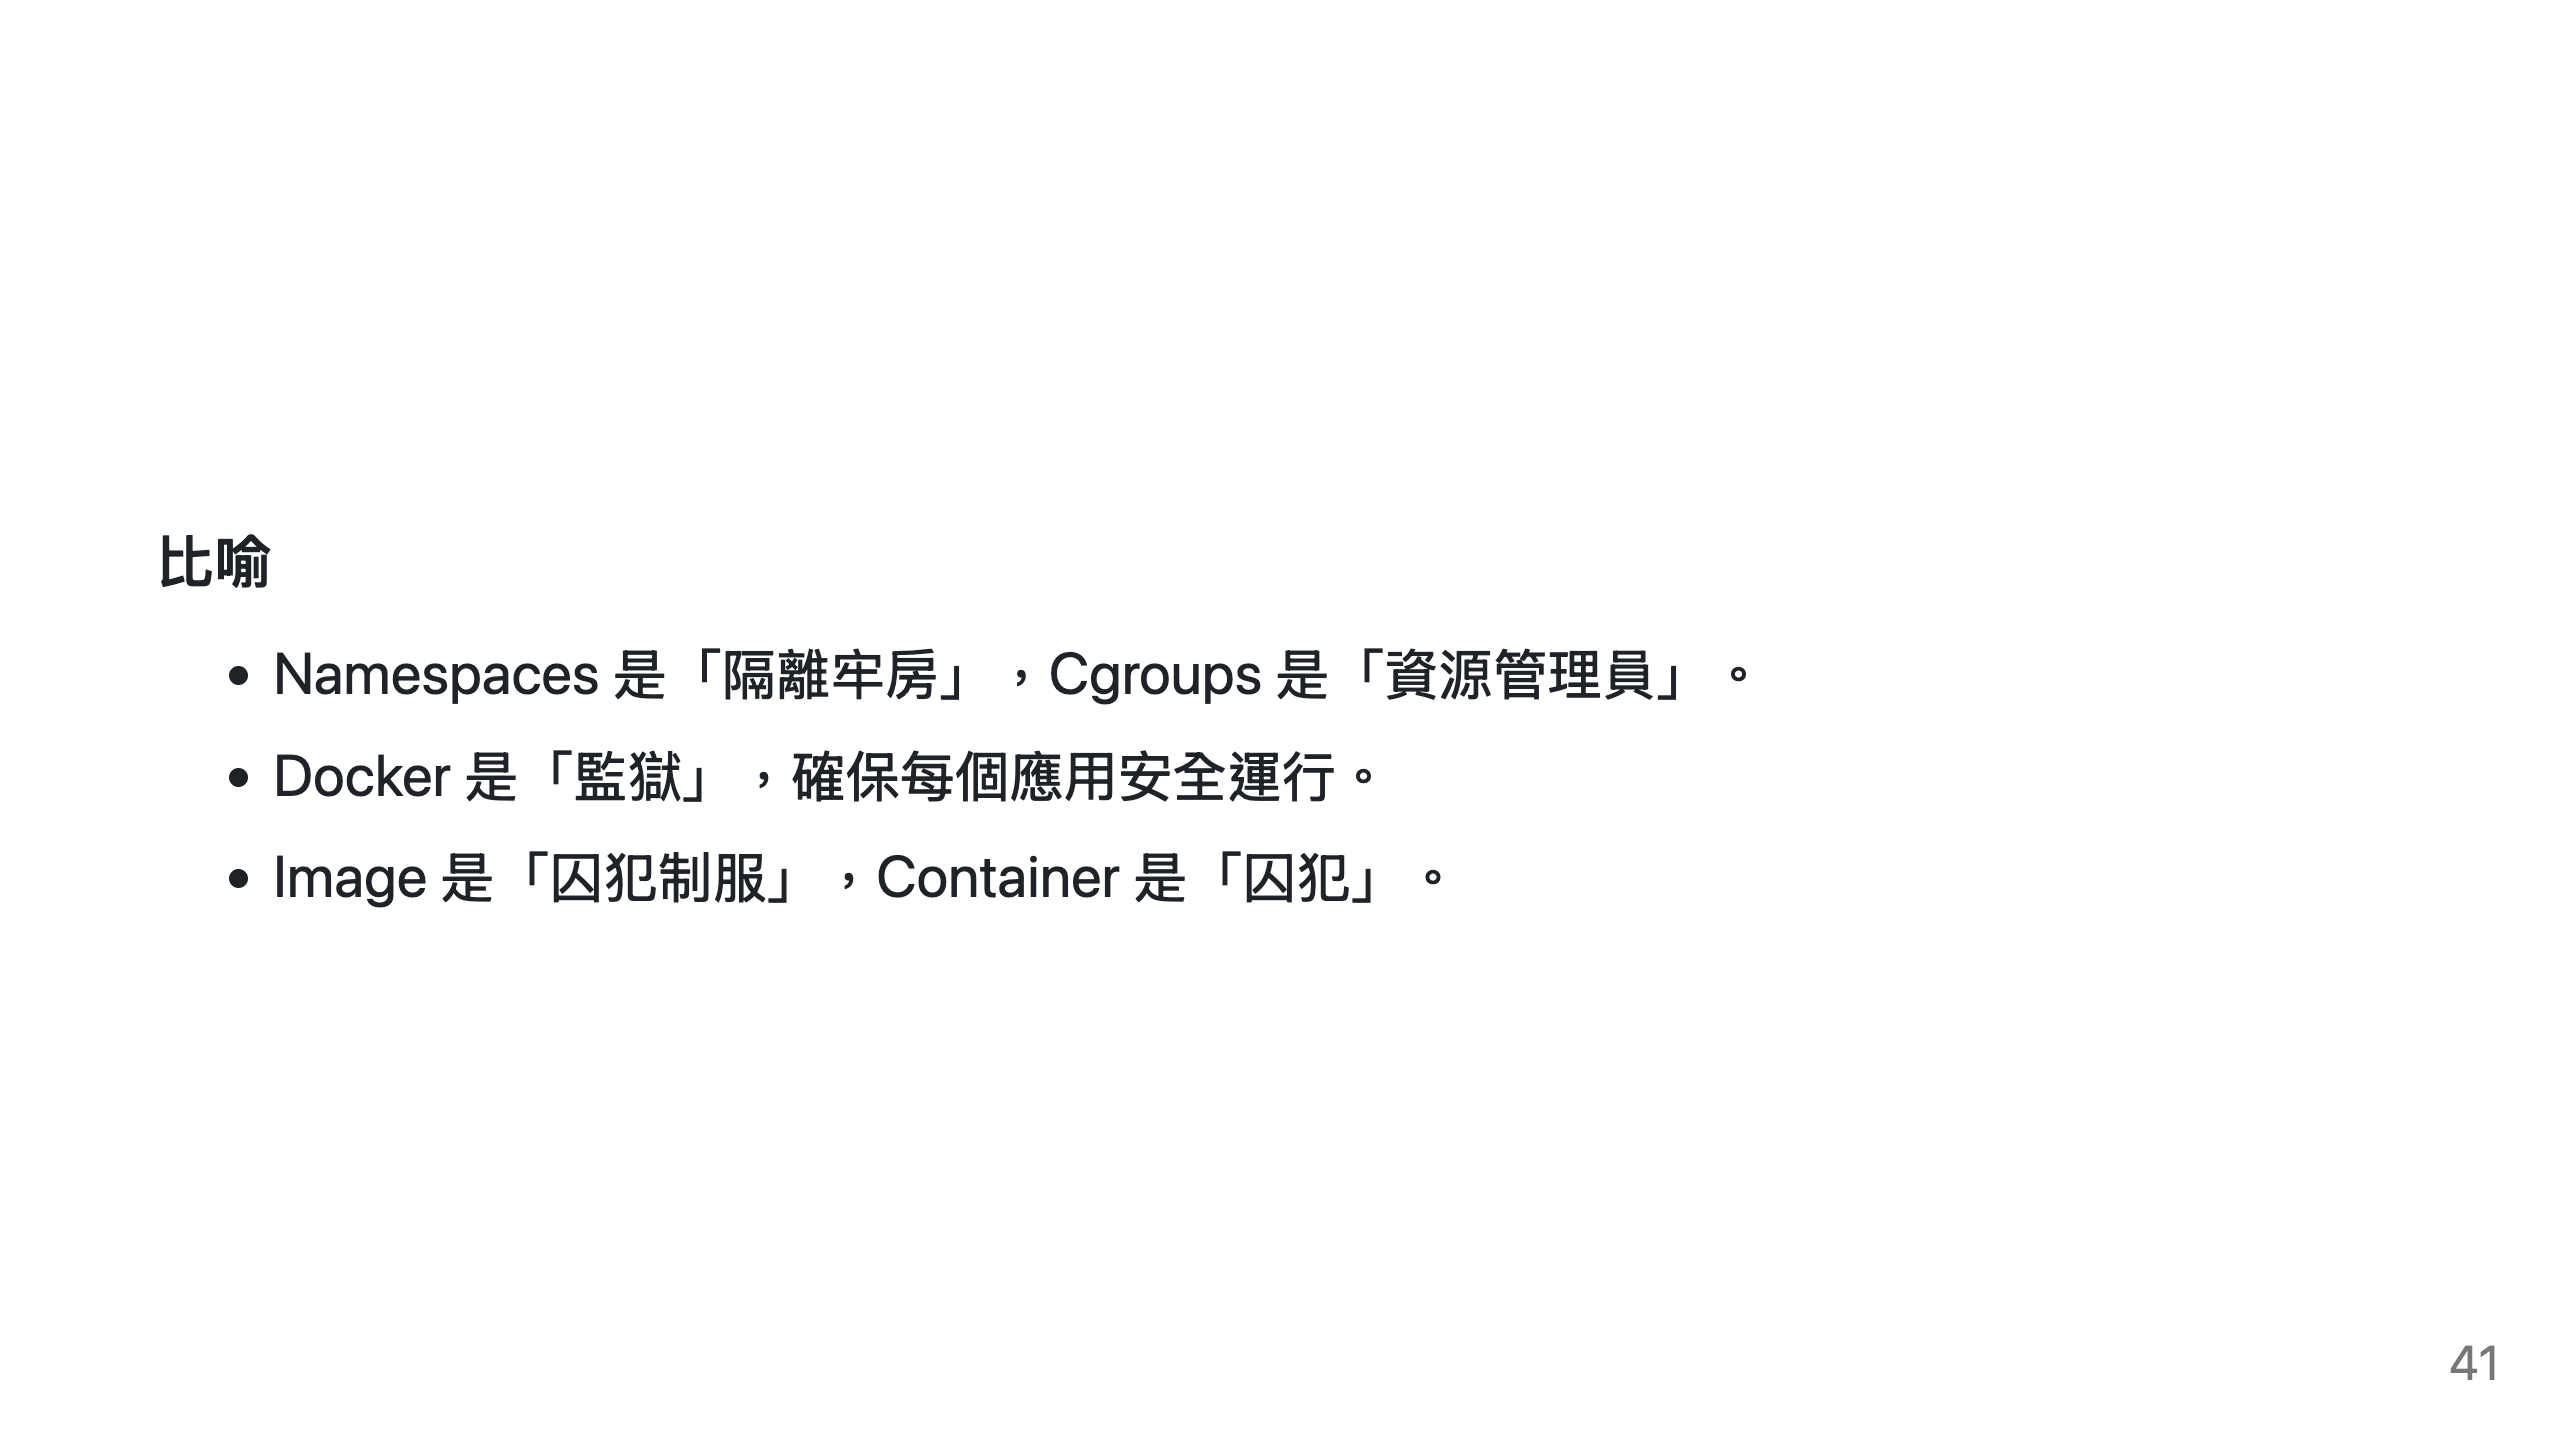 比喻
• Namespaces 是「隔離牢房」，Cgroups 是「資源管理員」。
• Docker 是「監獄」，確保每個應用安全運行。
• Image 是「囚犯制服」，Container 是「囚犯」。
41